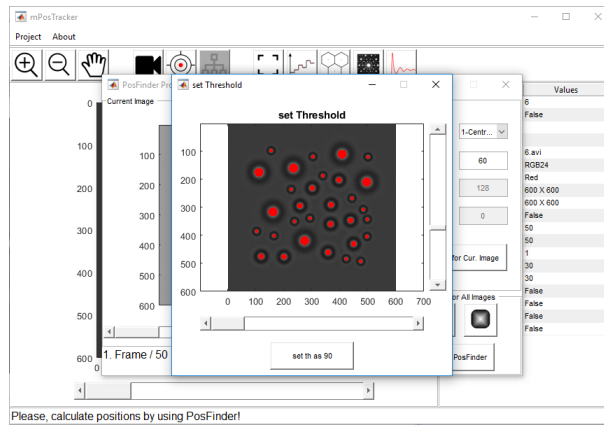 mPosTracker
Project About
PosFinder Pro
set Threshold
Current Image
set Threshold
Values
6
False
6.avi
RGB24
Red
600 X 600
600 X 600
False
50
50
1
30
30
False
False
False
False
1-Centr...
60
128
0
for Cur. Image
or All Images
PosFinder
0
100
200
300
400
500
600
0
100
200
300
400
500
600
100
200
300
400
500
600
0 100 200 300 400 500 600 700
set th as 90
1. Frame / 50
Please, calculate positions by using PosFinder!